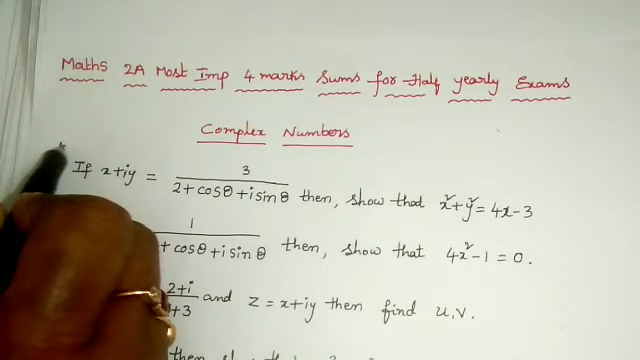 Maths 2A Most Imp 4 marks Sums for Half yearly Exams
Complex Numbers
If x+iy = 3/(2+cosθ+isinθ) then, show that x²+y²=4x-3
1/(+cosθ+isinθ) then, show that 4x²-1=0.
2+i/+3 and z=x+iy then find u,v.
then